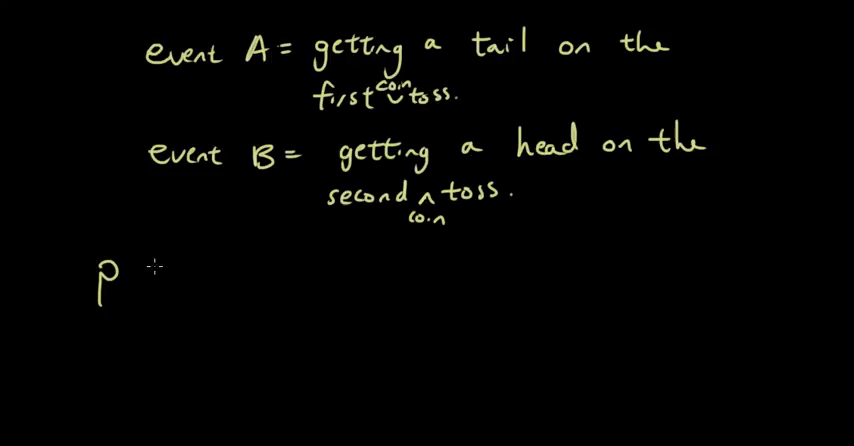 event A = getting a tail on the
first coin toss.
event B = getting a head on the
second coin toss.
P